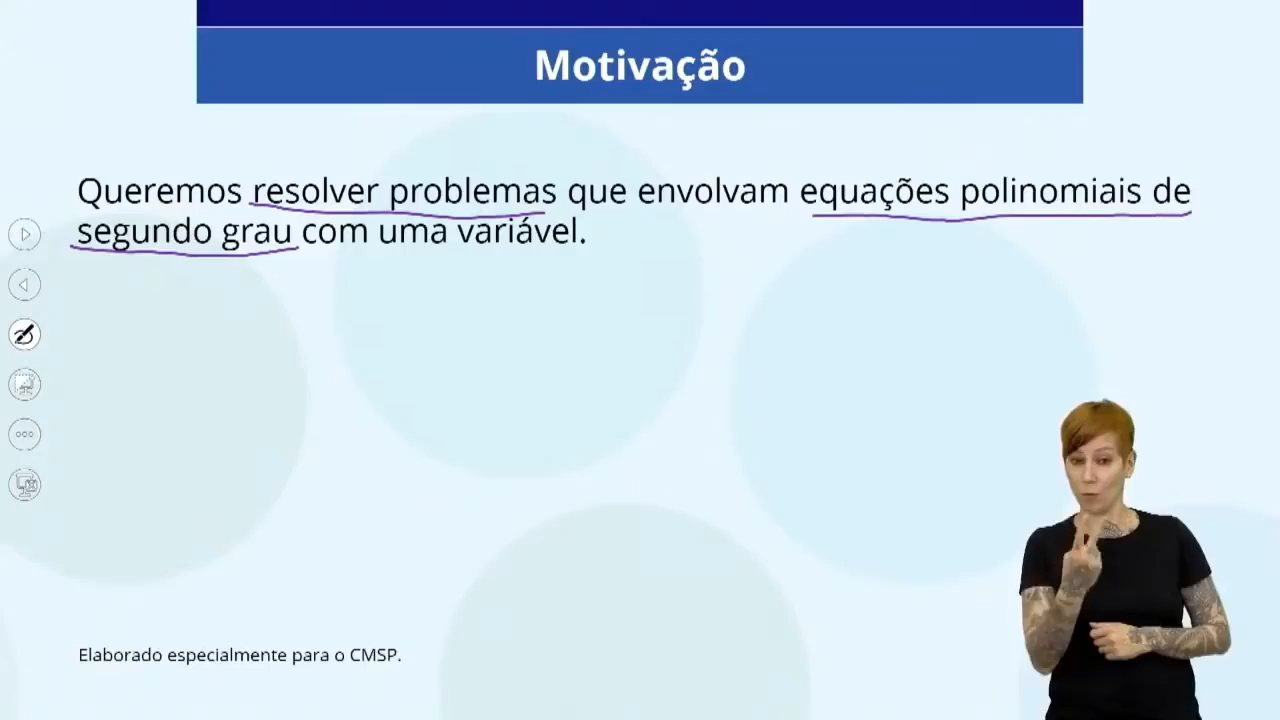 Motivação
Queremos resolver problemas que envolvam equações polinomiais de
segundo grau com uma variável.
Elaborado especialmente para o CMSP.